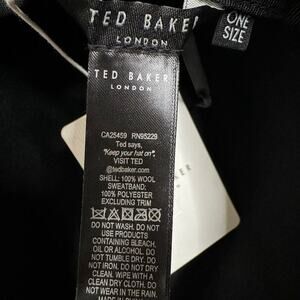 TED BAKER
LONDON
ONE
SIZE
TED BAKER
LONDON
CA25459 RN95229
Ted says,
"Keep your hat on".
VISIT TED
@tedbaker.com
SHELL: 100% WOOL
SWEATBAND:
100% POLYESTER
EXCLUDING TRIM
DO NOT WASH. DO NOT
USE PRODUCTS
CONTAINING BLEACH,
OIL OR ALCOHOL. DO
NOT TUMBLE DRY. DO
NOT IRON. DO NOT DRY
CLEAN. WIPE WITH A
CLEAN DRY CLOTH. DO
NOT WEAR IN THE RAIN.
BAKER